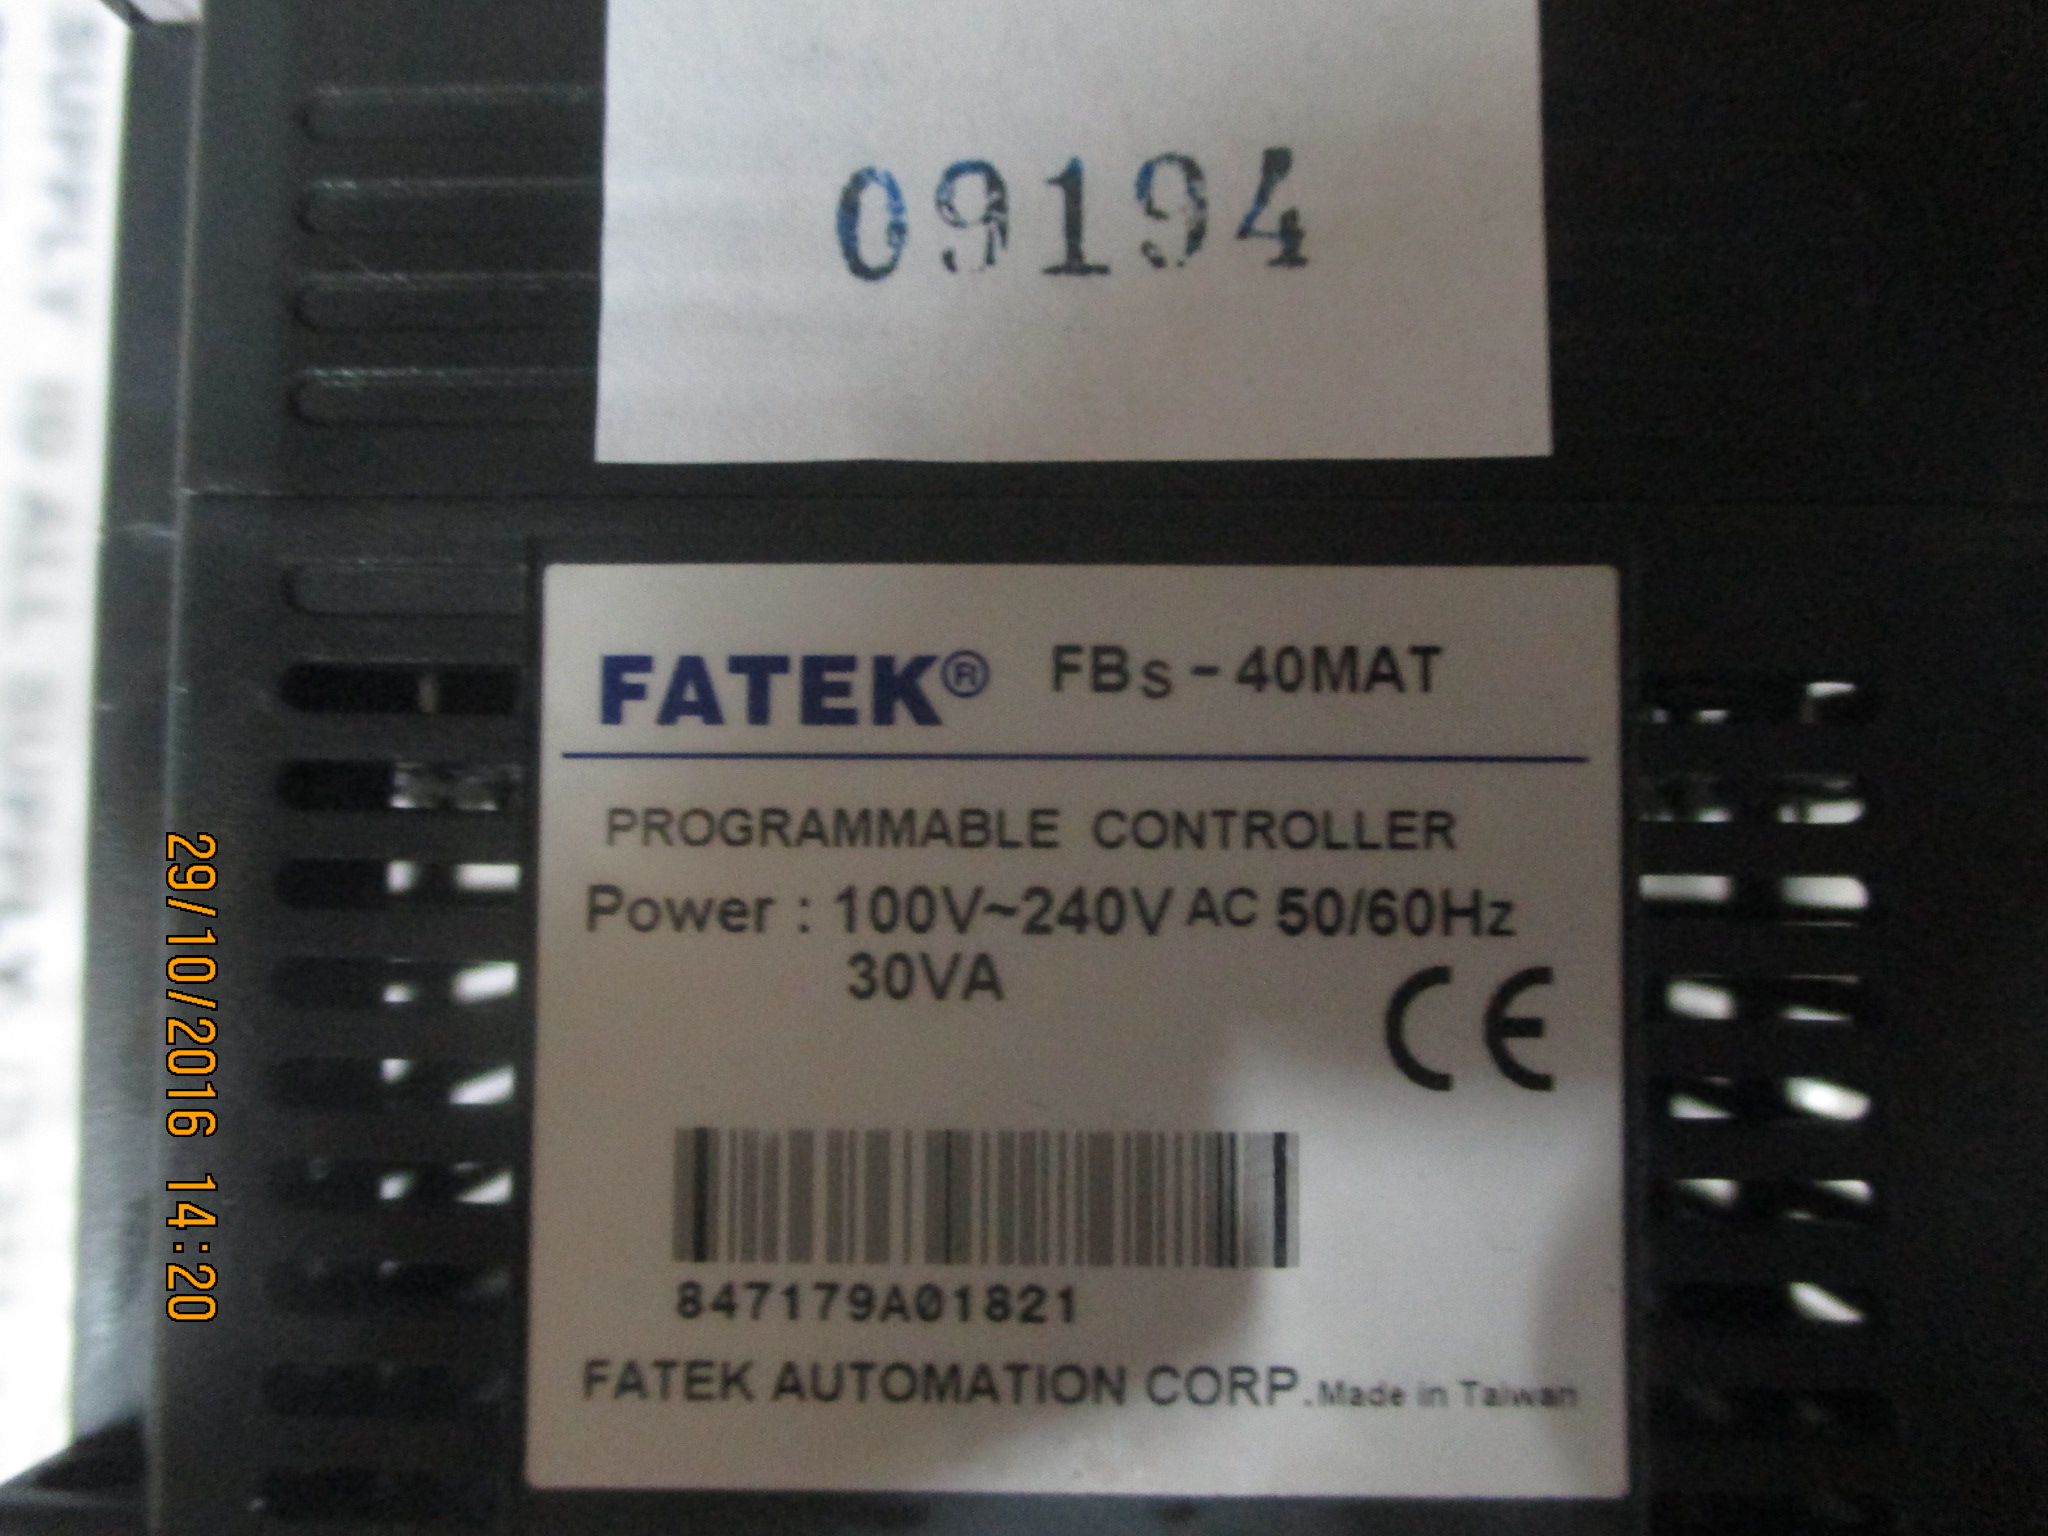 09194
FATEK® FBs-40MAT
PROGRAMMABLE CONTROLLER
Power : 100V~240V AC 50/60Hz
30VA
CE
847179A01821
FATEK AUTOMATION CORP. Made in Taiwan
29/10/2016 14:20